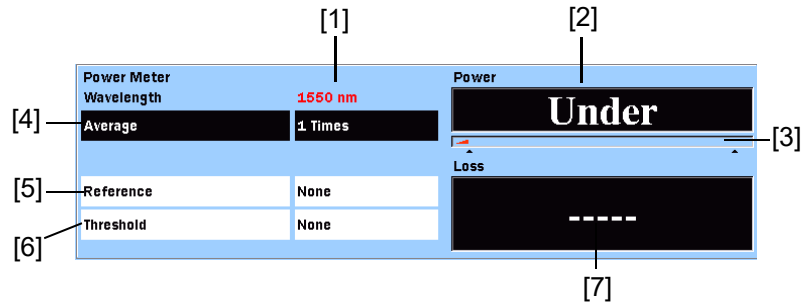 [1]
[2]
Power Meter
Power
Wavelength
1550 nm
Under
[4]
Average
1 Times
[3]
Loss
[5]
Reference
None
-----
[6]
Threshold
None
[7]